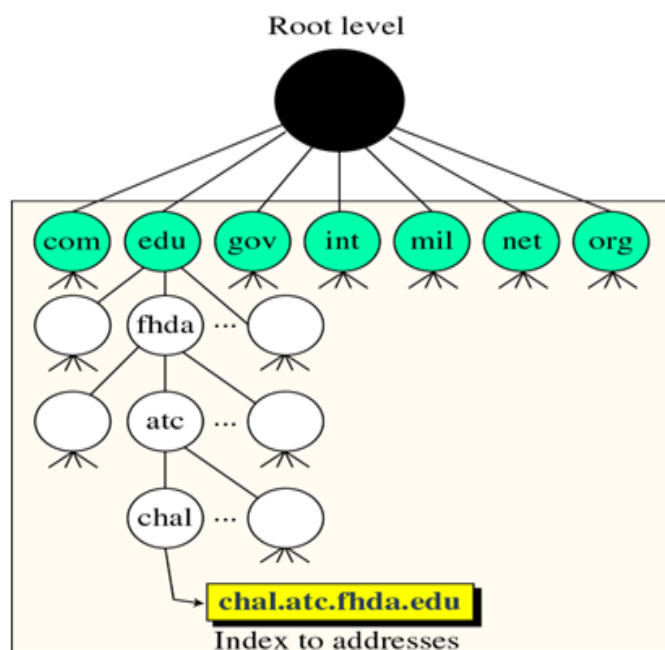 Root level
com edu gov int mil net org
fhda ...
atc ...
chal ...
chal.atc.fhda.edu
Index to addresses